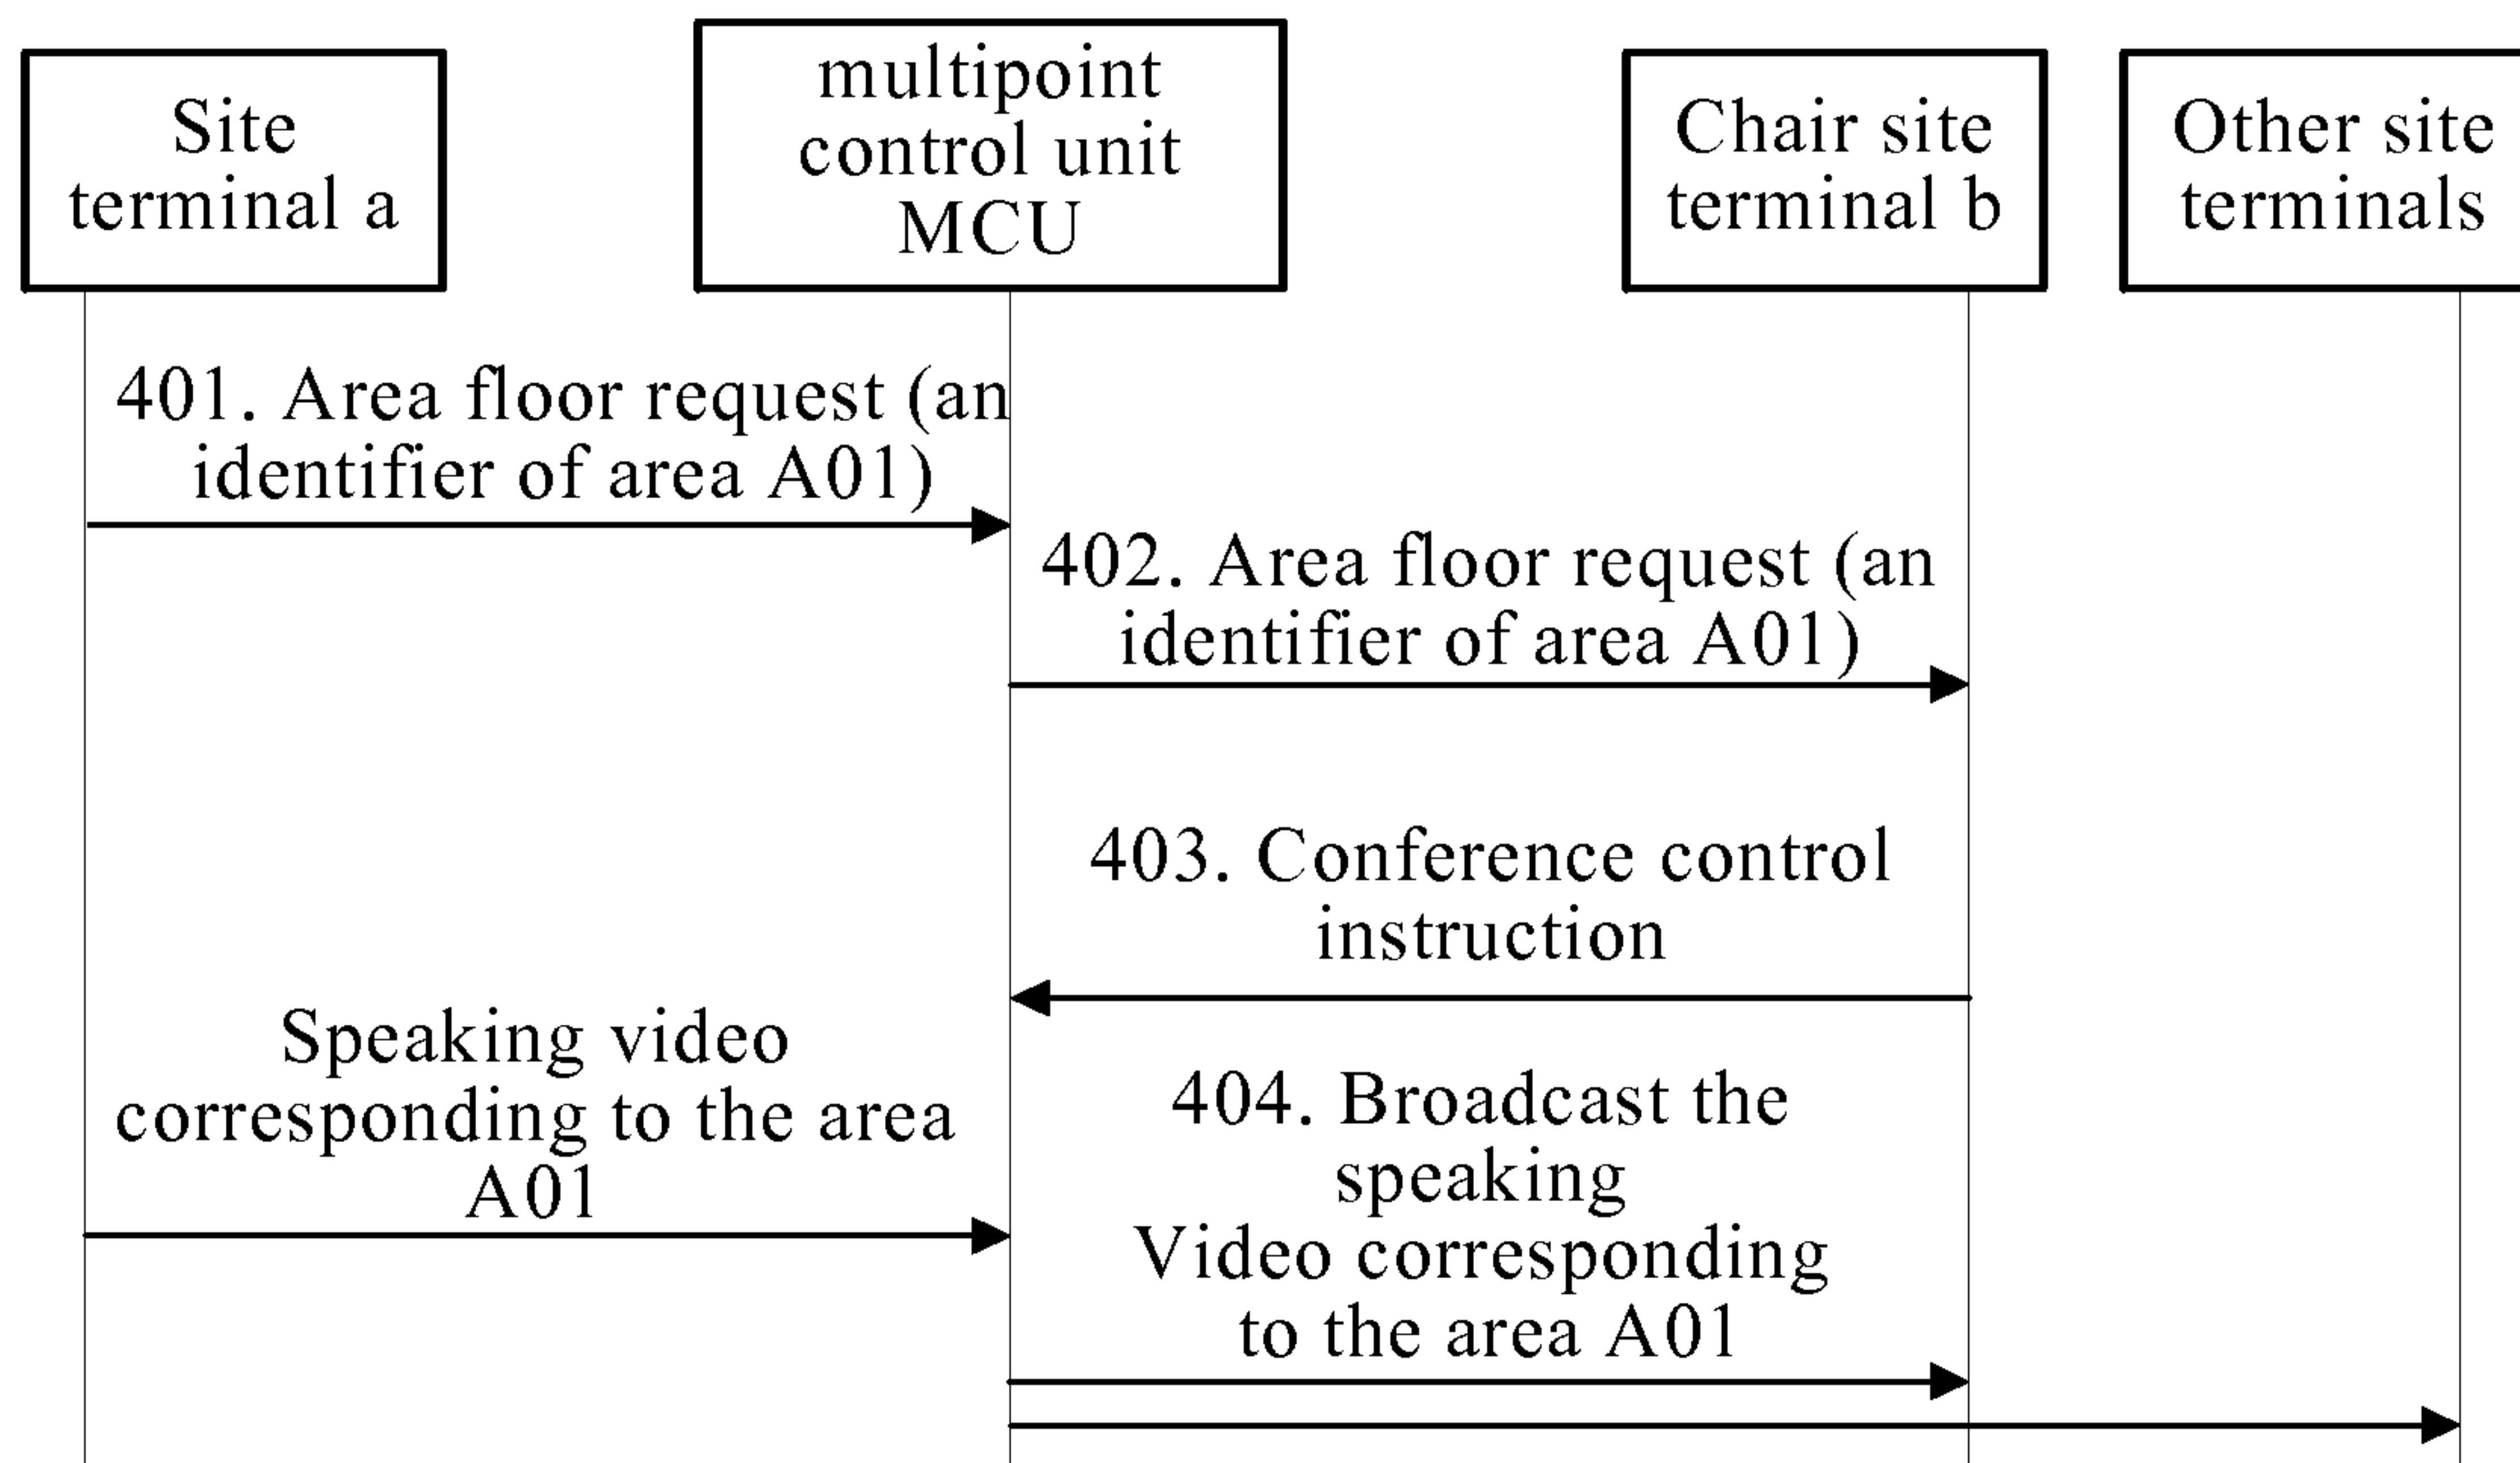 Site
terminal a
multipoint
control unit
MCU
Chair site
terminal b
Other site
terminals
401. Area floor request (an
identifier of area A01)
402. Area floor request (an
identifier of area A01)
403. Conference control
instruction
Speaking video
corresponding to the area
A01
404. Broadcast the
speaking
Video corresponding
to the area A01